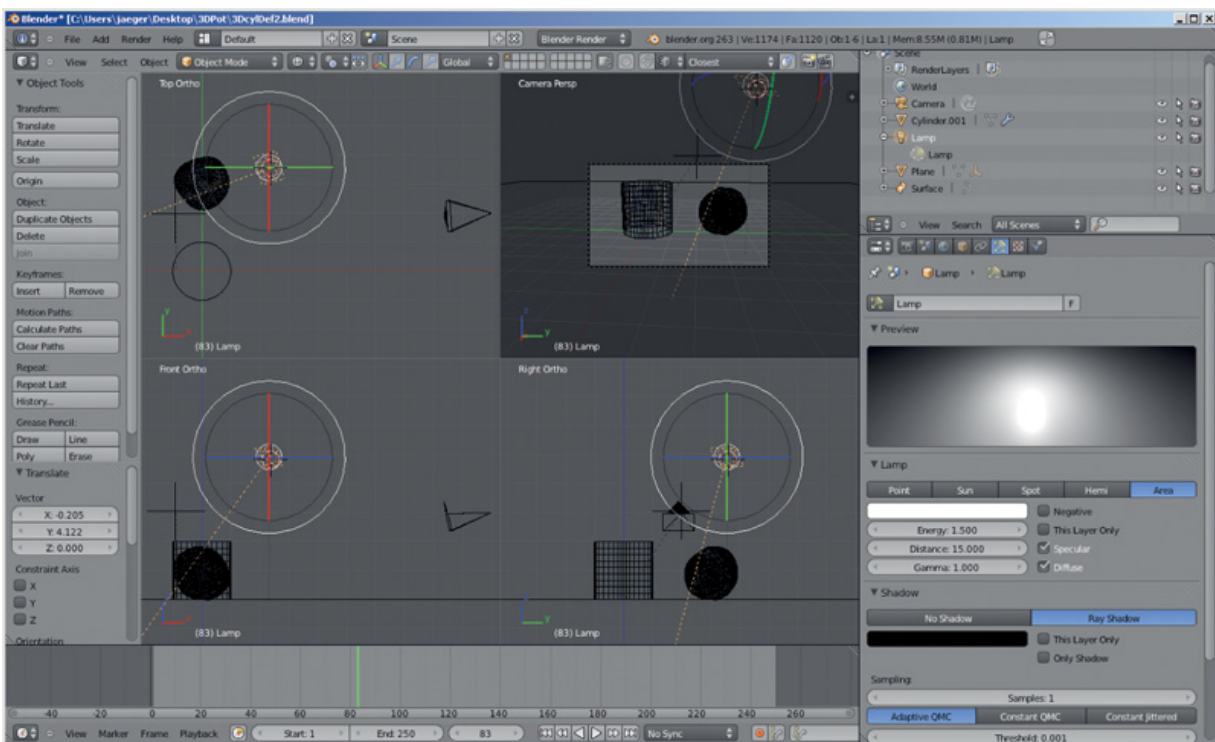 Blender* [C:\Users\jaeger\Desktop\3DPot\3DcylDef2.blend]
File Add Render Help Default Scene Blender Render blender.org 263 | Ve:1174 | Fa:1120 | Ob:1-6 | La:1 | Mem:8.55M (0.81M) | Lamp
View Select Object Object Mode Global Closest
Object Tools
Transform:
Translate
Rotate
Scale
Origin
Object:
Duplicate Objects
Delete
Join
Keyframes:
Insert Remove
Motion Paths:
Calculate Paths
Clear Paths
Repeat:
Repeat Last
History...
Grease Pencil:
Draw Line
Poly Erase
Translate
Vector
X: -0.205
Y: 4.122
Z: 0.000
Constraint Axis
X
Y
Z
Orientation
Top Ortho
y
x
(83) Lamp
Camera Persp
z
y
(83) Lamp
Front Ortho
(83) Lamp
Right Ortho
y
(83) Lamp
Scene
RenderLayers |
World
Camera |
Cylinder.001 |
Lamp
Lamp
Plane |
Surface |
View Search All Scenes
Lamp Lamp
Lamp F
Preview
Lamp
Point Sun Spot Hemi Area
Negative
Energy: 1.500 This Layer Only
Distance: 15.000 Specular
Gamma: 1.000 Diffuse
Shadow
No Shadow Ray Shadow
This Layer Only
Only Shadow
Sampling:
Samples: 1
Adaptive QMC Constant QMC Constant Jittered
Threshold: 0.001
-40 -20 0 20 40 60 80 100 120 140 160 180 200 220 240 260
View Marker Frame Playback Start: 1 End: 250 83 No Sync